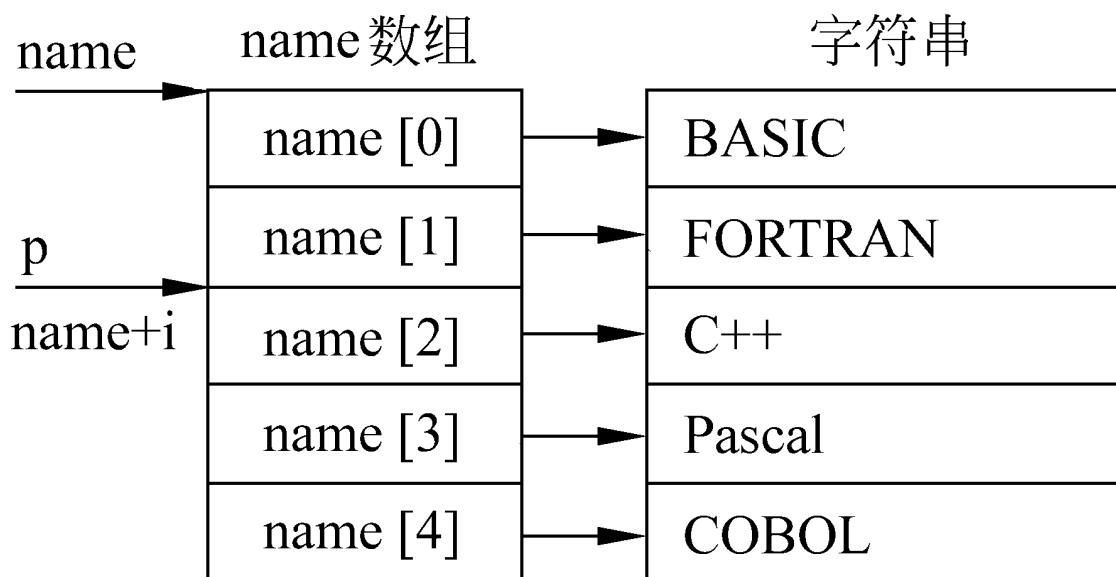 name name数组 字符串
name [0] BASIC
p name [1] FORTRAN
name+i name [2] C++
name [3] Pascal
name [4] COBOL